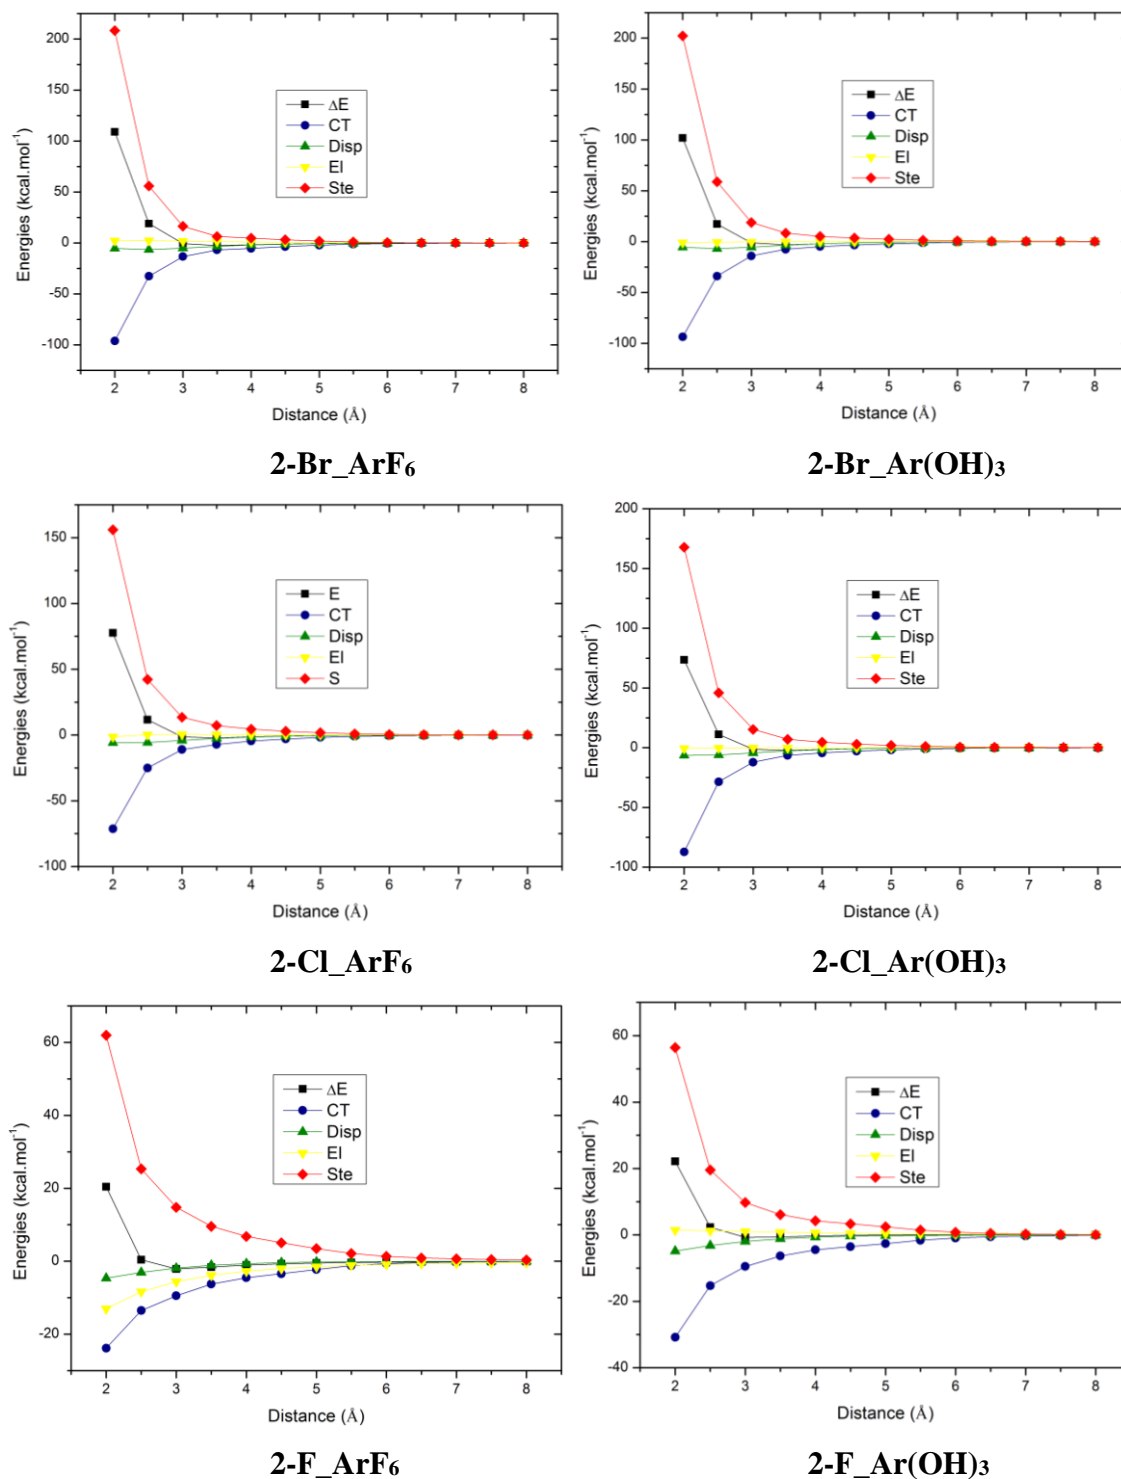 200
150
100
50
0
-50
-100
Energies (kcal.mol⁻¹)
ΔE
CT
Disp
El
Ste
2 3 4 5 6 7 8
Distance (Å)
2-Br_ArF₆
200
150
100
50
0
-50
-100
Energies (kcal.mol⁻¹)
ΔE
CT
Disp
El
Ste
2 3 4 5 6 7 8
Distance (Å)
2-Br_Ar(OH)₃
150
100
50
0
-50
-100
Energies (kcal.mol⁻¹)
E
CT
Disp
El
S
2 3 4 5 6 7 8
Distance (Å)
2-Cl_ArF₆
200
150
100
50
0
-50
-100
Energies (kcal.mol⁻¹)
ΔE
CT
Disp
El
Ste
2 3 4 5 6 7 8
Distance (Å)
2-Cl_Ar(OH)₃
60
40
20
0
-20
Energies (kcal.mol⁻¹)
ΔE
CT
Disp
El
Ste
2 3 4 5 6 7 8
Distance (Å)
2-F_ArF₆
60
40
20
0
-20
-40
Energies (kcal.mol⁻¹)
ΔE
CT
Disp
El
Ste
2 3 4 5 6 7 8
Distance (Å)
2-F_Ar(OH)₃